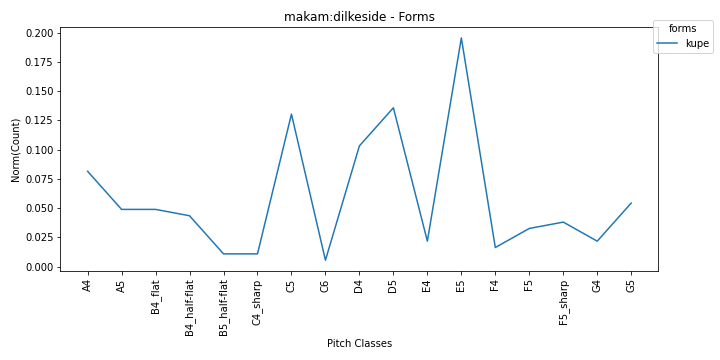 makam:dilkeside - Forms
forms
kupe
Norm(Count)
0.200
0.175
0.150
0.125
0.100
0.075
0.050
0.025
0.000
A4
A5
B4_flat
B4_half-flat
B5_half-flat
C4_sharp
C5
C6
D4
D5
E4
E5
F4
F5
F5_sharp
G4
G5
Pitch Classes